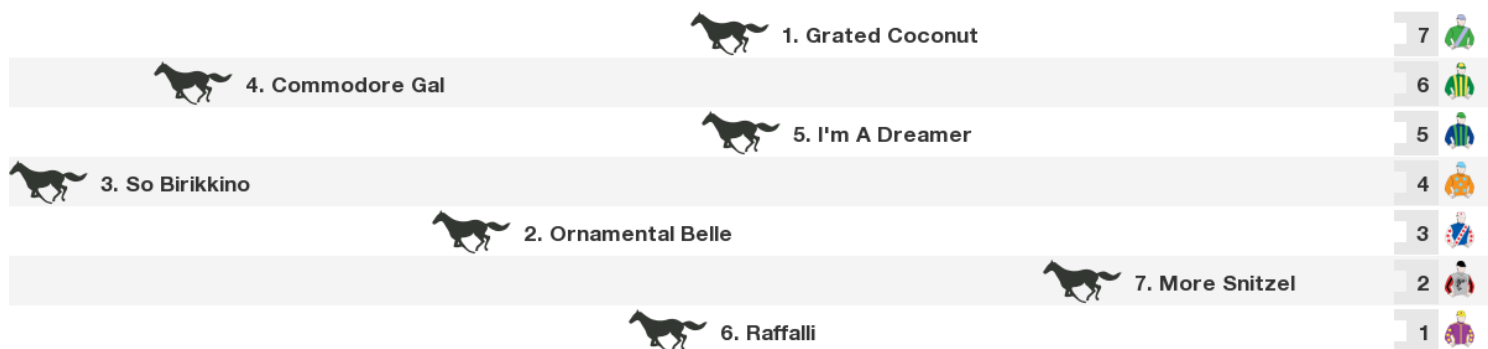 1. Grated Coconut 7
4. Commodore Gal 6
5. I'm A Dreamer 5
3. So Birikkino 4
2. Ornamental Belle 3
7. More Snitzel 2
6. Raffalli 1